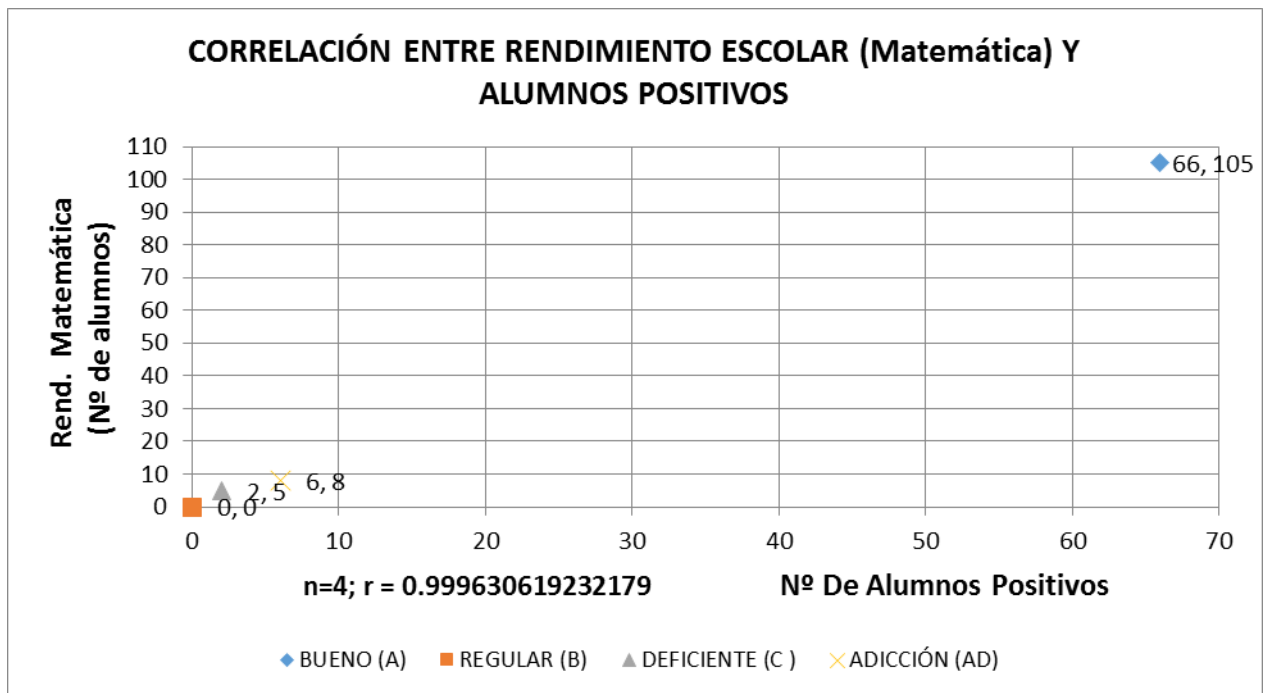 CORRELACIÓN ENTRE RENDIMIENTO ESCOLAR (Matemática) Y
ALUMNOS POSITIVOS
Rend. Matemática
(Nº de alumnos)
110
100
90
80
70
60
50
40
30
20
10
0
66, 105
6, 8
2, 5
0, 0
0 10 20 30 40 50 60 70
n=4; r = 0.999630619232179
Nº De Alumnos Positivos
BUENO (A) REGULAR (B) DEFICIENTE (C ) ADICCIÓN (AD)